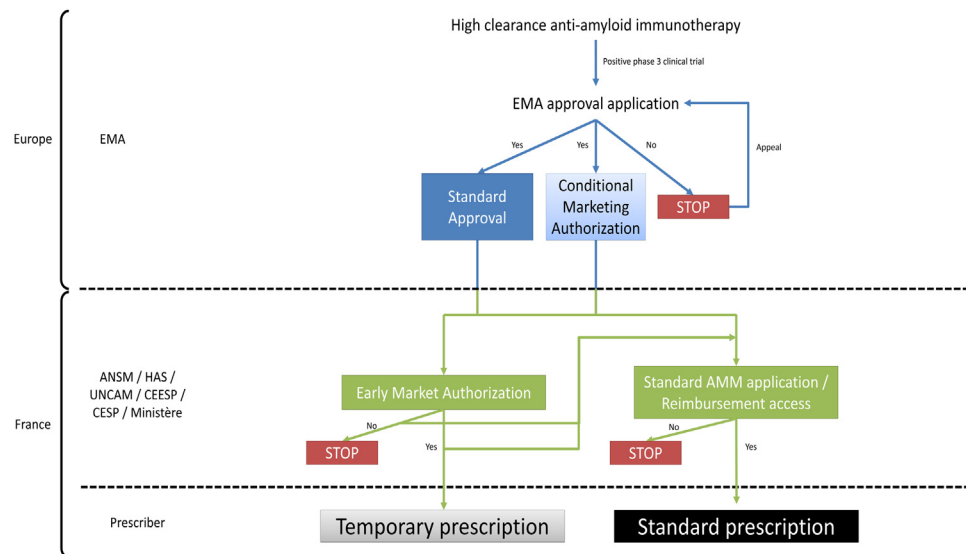 High clearance anti-amyloid immunotherapy
Positive phase 3 clinical trial
EMA approval application
Europe
EMA
Yes
Yes
No
Appeal
Standard
Approval
Conditional
Marketing
Authorization
STOP
ANSM / HAS /
UNCAM / CEESP /
CESP / Ministère
France
Early Market Authorization
Standard AMM application /
Reimbursement access
No
Yes
STOP
No
Yes
STOP
Prescriber
Temporary prescription
Standard prescription